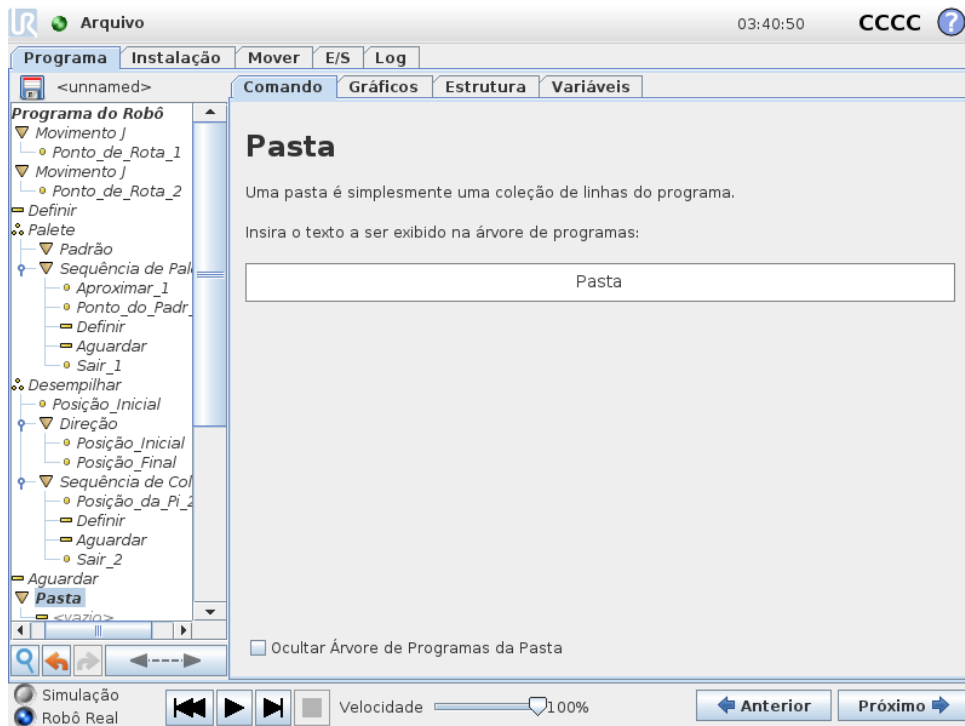 UR Arquivo 03:40:50 CCCC ?
Programa Instalação Mover E/S Log
<unnamed>
Comando Gráficos Estrutura Variáveis
Programa do Robô
Movimento J
Ponto_de_Rota_1
Movimento J
Ponto_de_Rota_2
Definir
Palete
Padrão
Sequência de Pal
Aproximar_1
Ponto_do_Padr_
Definir
Aguardar
Sair_1
Desempilhar
Posição_Inicial
Direção
Posição_Inicial
Posição_Final
Sequência de Col
Posição_da_Pi_2
Definir
Aguardar
Sair_2
Aguardar
Pasta
<vazio>
Pasta
Uma pasta é simplesmente uma coleção de linhas do programa.
Insira o texto a ser exibido na árvore de programas:
Pasta
Ocultar Árvore de Programas da Pasta
Simulação
Robô Real
Velocidade 100%
Anterior Próximo